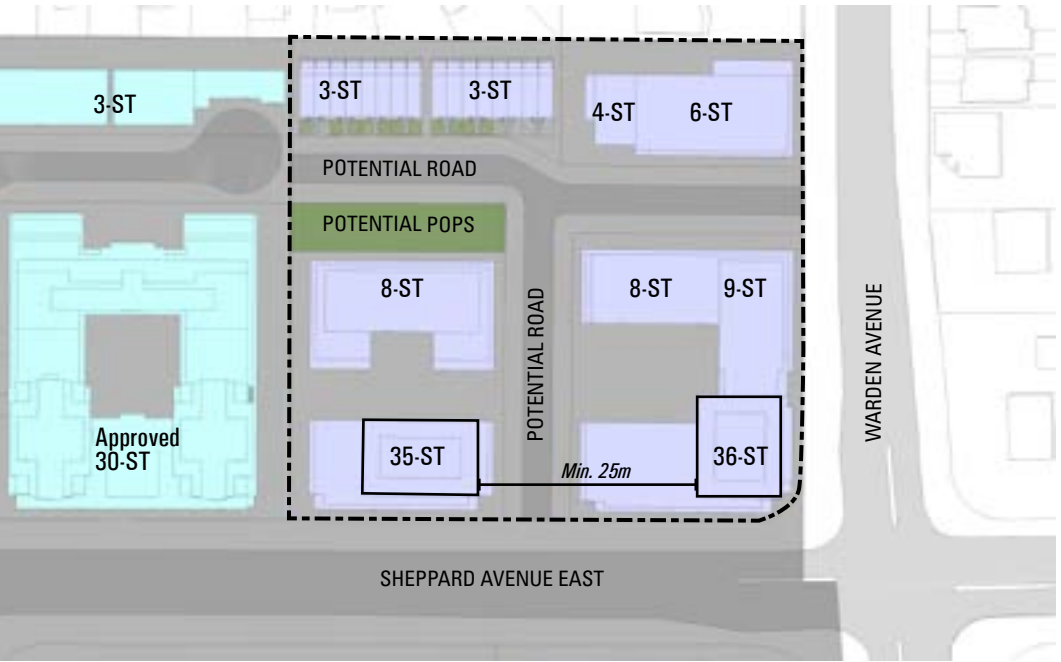 3-ST
3-ST
3-ST
4-ST
6-ST
POTENTIAL ROAD
POTENTIAL POPS
8-ST
8-ST
9-ST
POTENTIAL ROAD
WARDEN AVENUE
Approved
30-ST
35-ST
Min. 25m
36-ST
SHEPPARD AVENUE EAST